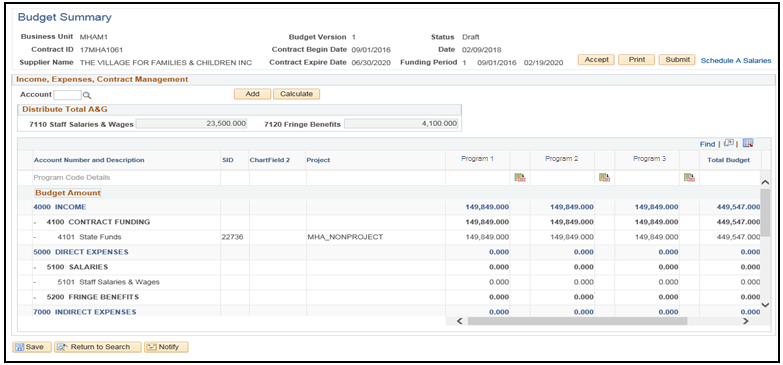 Budget Summary
Business Unit MHAM1 Budget Version 1 Status Draft
Contract ID 17MHA1061 Contract Begin Date 09/01/2016 Date 02/09/2018
Supplier Name THE VILLAGE FOR FAMILIES & CHILDREN INC Contract Expire Date 06/30/2020 Funding Period 1 09/01/2016 02/19/2020 Accept Print Submit Schedule A Salaries
Income, Expenses, Contract Management
Account Add Calculate
Distribute Total A&G
7110 Staff Salaries & Wages 23,500.000 7120 Fringe Benefits 4,100.000
Find | |
Account Number and Description SID ChartField 2 Project Program 1 Program 2 Program 3 Total Budget
Program Code Details
Budget Amount
4000 INCOME 149,849.000 149,849.000 149,849.000 449,547.000
- 4100 CONTRACT FUNDING 149,849.000 149,849.000 149,849.000 449,547.000
- 4101 State Funds 22736 MHA_NONPROJECT 149,849.000 149,849.000 149,849.000 449,547.000
5000 DIRECT EXPENSES 0.000 0.000 0.000 0.000
- 5100 SALARIES 0.000 0.000 0.000 0.000
- 5101 Staff Salaries & Wages 0.000 0.000 0.000 0.000
- 5200 FRINGE BENEFITS 0.000 0.000 0.000 0.000
7000 INDIRECT EXPENSES 0.000 0.000 0.000 0.000
Save Return to Search Notify